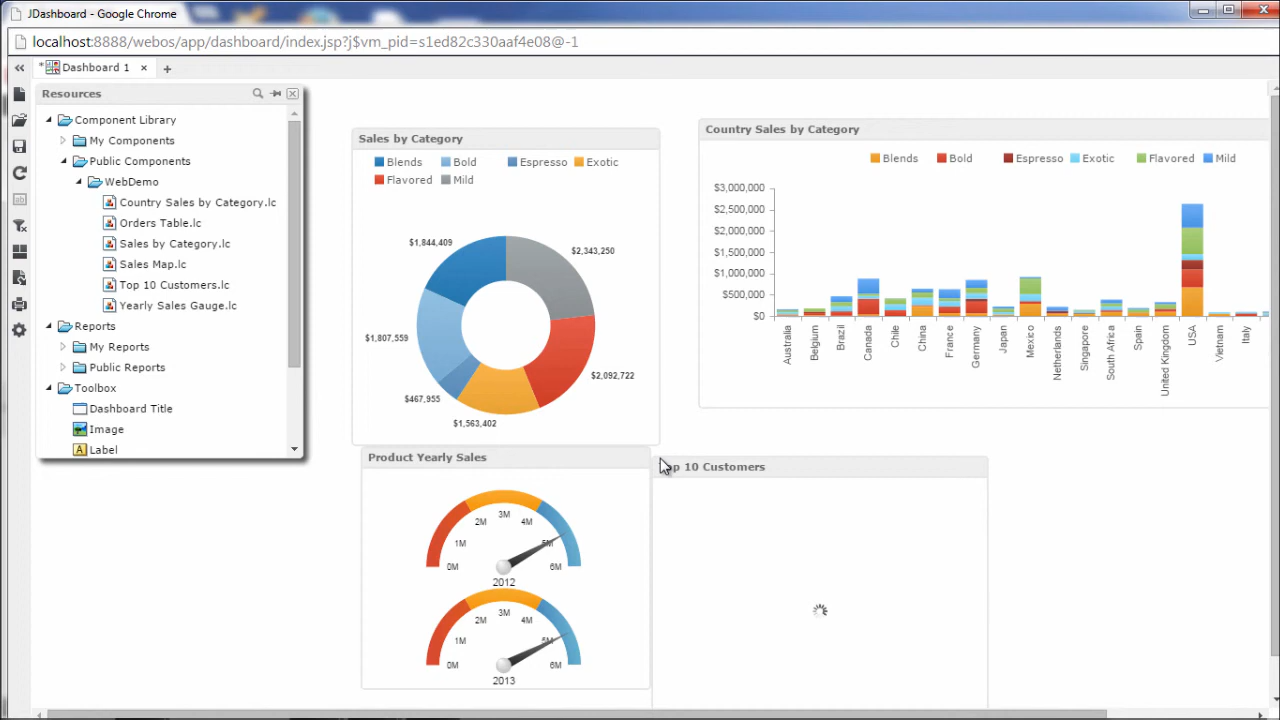 JDashboard - Google Chrome
localhost:8888/webos/app/dashboard/index.jsp?j$vm_pid=s1ed82c330aaf4e08@-1
*Dashboard 1
Resources
Component Library
My Components
Public Components
WebDemo
Country Sales by Category.lc
Orders Table.lc
Sales by Category.lc
Sales Map.lc
Top 10 Customers.lc
Yearly Sales Gauge.lc
Reports
My Reports
Public Reports
Toolbox
Dashboard Title
Image
A Label
Sales by Category
Blends Bold Espresso Exotic
Flavored Mild
$1,844,409
$2,343,250
$1,807,559
$2,092,722
$467,955
$1,563,402
Country Sales by Category
Blends Bold Espresso Exotic Flavored Mild
$3,000,000
$2,500,000
$2,000,000
$1,500,000
$1,000,000
$500,000
$0
Australia
Belgium
Brazil
Canada
Chile
China
France
Germany
Japan
Mexico
Netherlands
Singapore
South Africa
Spain
United Kingdom
USA
Vietnam
Italy
Product Yearly Sales
0M 1M 2M 3M 4M 5M 6M
2012
0M 1M 2M 3M 4M 5M 6M
2013
10 Customers